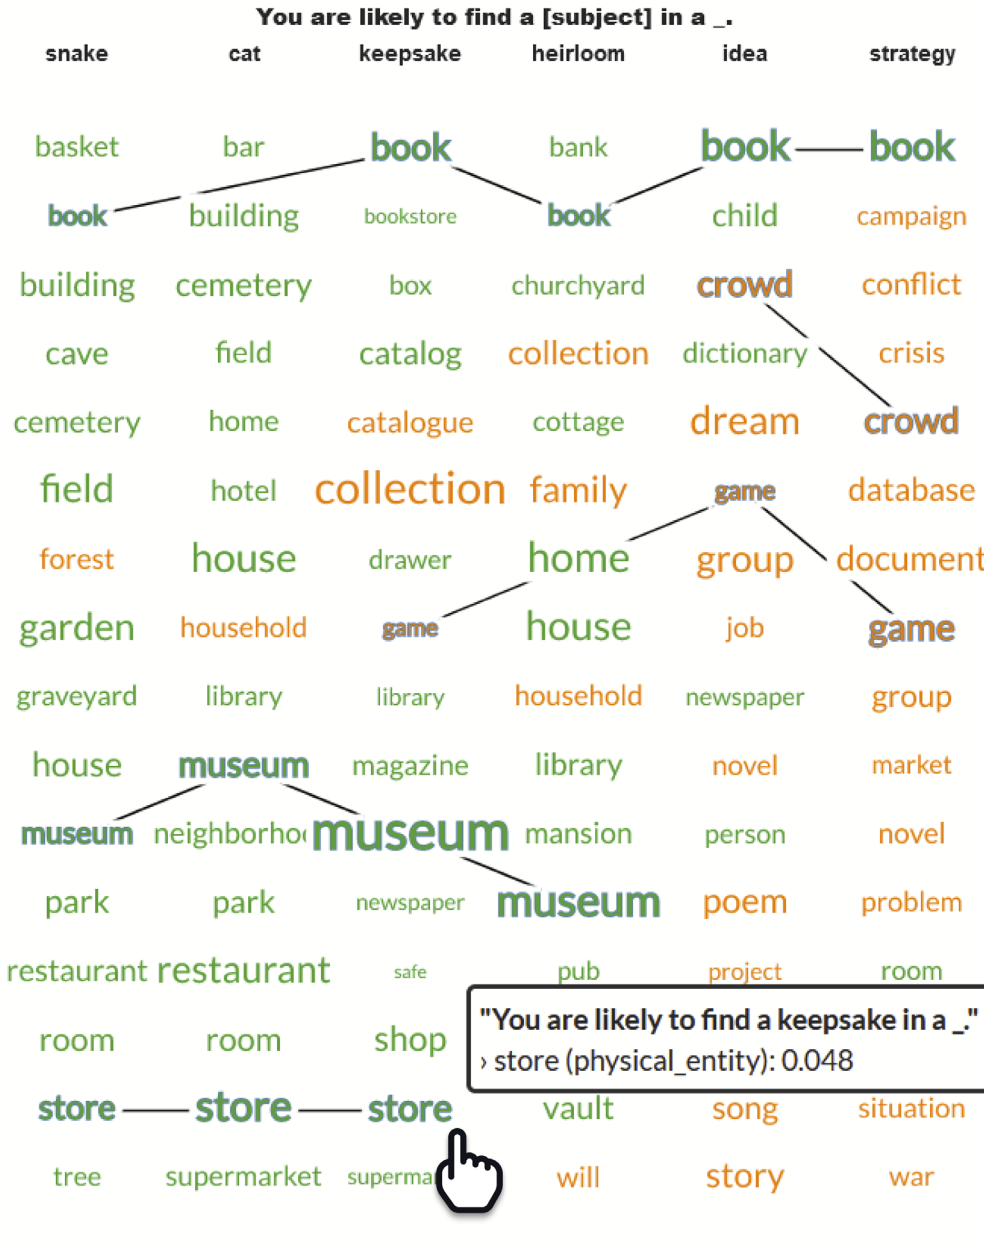 You are likely to find a [subject] in a _.
snake cat keepsake heirloom idea strategy
basket bar book bank book book
book building bookstore book child campaign
building cemetery box churchyard crowd conflict
cave field catalog collection dictionary crisis
cemetery home catalogue cottage dream crowd
field hotel collection family game database
forest house drawer home group document
garden household game house job game
graveyard library library household newspaper group
house museum magazine library novel market
museum neighborhoo museum mansion person novel
park park newspaper museum poem problem
restaurant restaurant safe pub project room
room room shop
"You are likely to find a keepsake in a _."
› store (physical_entity): 0.048
store store store vault song situation
tree supermarket superma will story war